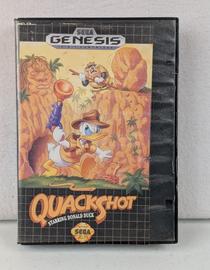 SEGA
GENESIS
QUACKSHOT
STARRING DONALD DUCK
SEGA